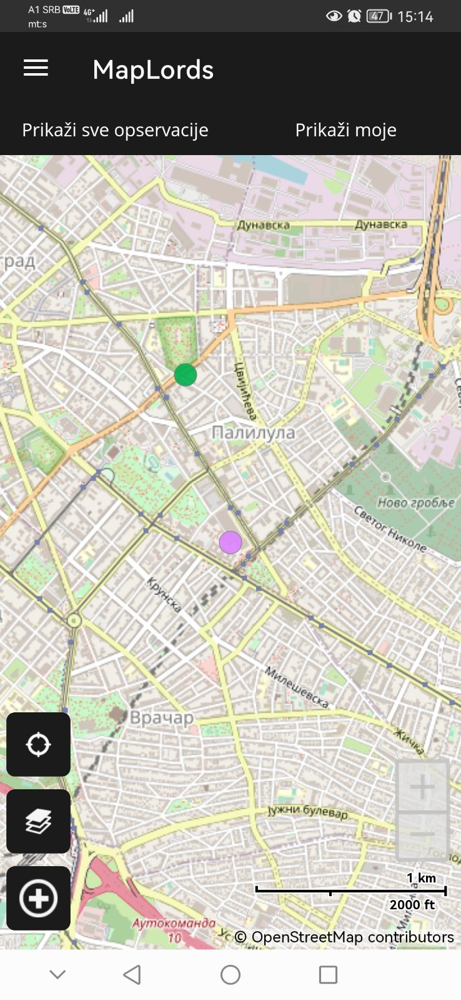 A1 SRB VoLTE 4G+
mt:s
47 15:14
MapLords
Prikaži sve opservacije Prikaži moje
Дунавска Дунавска
град
Цвијићева
Палилула
Ново гробље
Светог Николе
Крунска
Милешевска
Врачар
Жичка
јужни булевар
1 km
2000 ft
Аутокоманда
10
© OpenStreetMap contributors